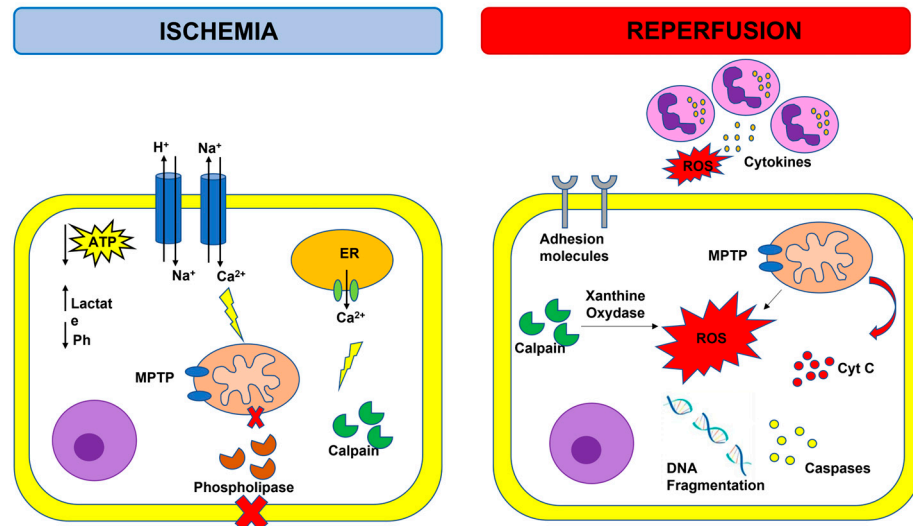 ISCHEMIA
H+
Na+
ATP
Na+
Ca2+
ER
Ca2+
Lactat
e
Ph
MPTP
Calpain
Phospholipase
REPERFUSION
ROS
Cytokines
Adhesion
molecules
MPTP
Xanthine
Oxydase
Calpain
ROS
Cyt C
DNA
Fragmentation
Caspases